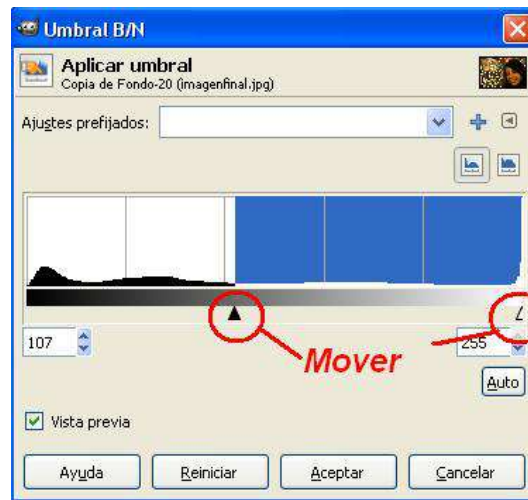 Umbral B/N
Aplicar umbral
Copia de Fondo-20 (imagenfinal.jpg)
Ajustes prefijados:
107
255
Mover
Auto
Vista previa
Ayuda
Reiniciar
Aceptar
Cancelar